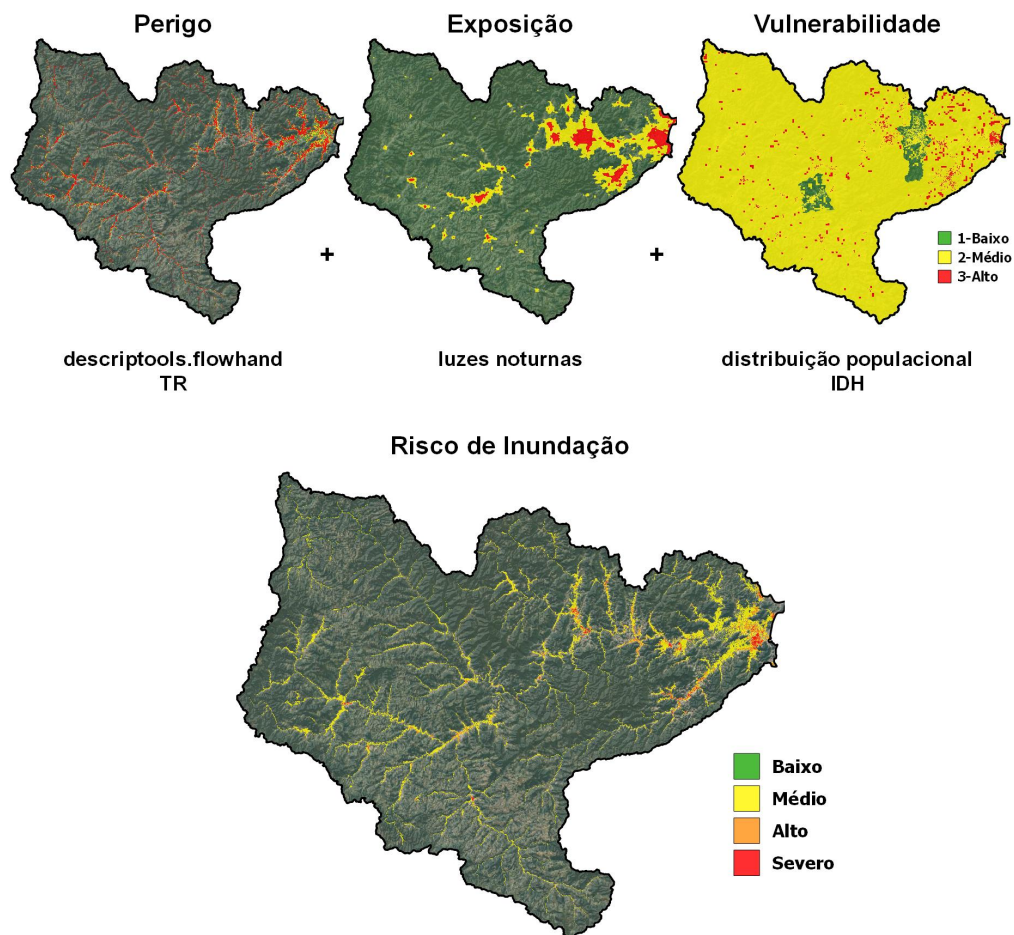 Perigo
Exposição
Vulnerabilidade
1-Baixo
2-Médio
3-Alto
+
+
descriptools.flowhand
TR
luzes noturnas
distribuição populacional
IDH
Risco de Inundação
Baixo
Médio
Alto
Severo